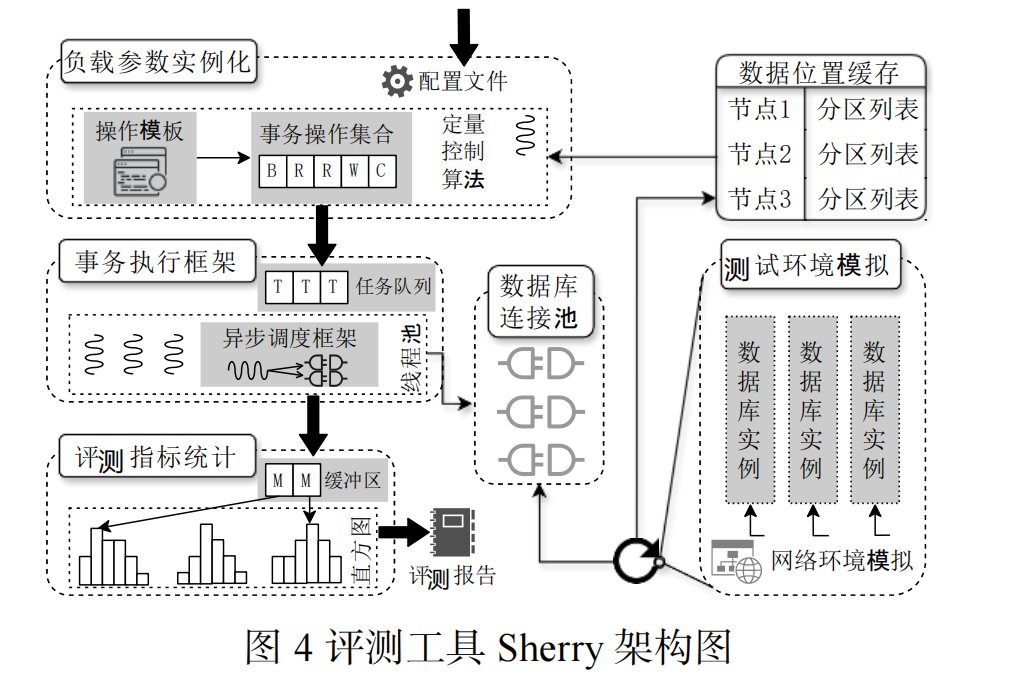 负载参数实例化
配置文件
操作模板
事务操作集合
B R R W C
定量
控制
算法
数据位置缓存
节点1 分区列表
节点2 分区列表
节点3 分区列表
事务执行框架
T T T 任务队列
异步调度框架
线程池
数据库
连接池
测试环境模拟
数据库实例
数据库实例
数据库实例
网络环境模拟
评测指标统计
M M 缓冲区
直方图
评测报告
图 4 评测工具 Sherry 架构图